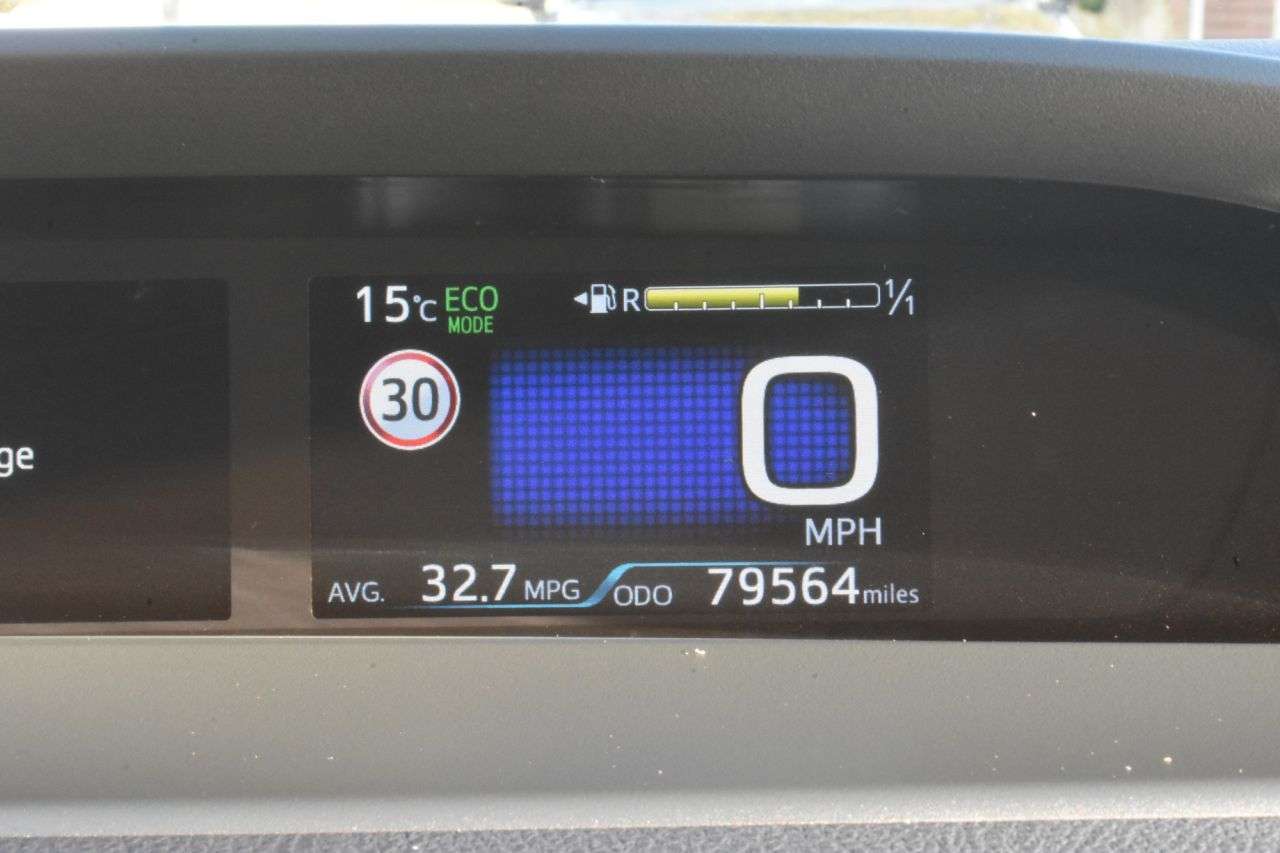 15°C ECO MODE
R 1/1
30
0
ge
MPH
AVG. 32.7 MPG ODO 79564 miles